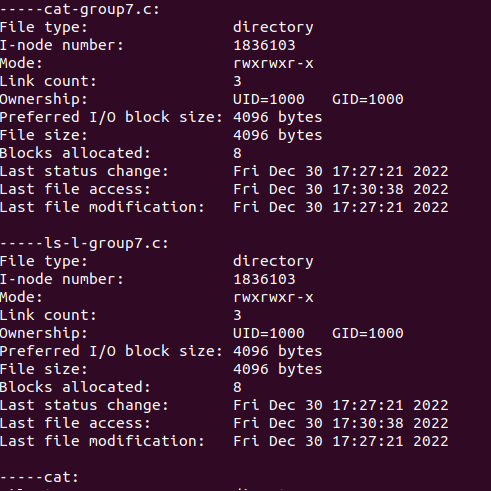 -----cat-group7.c:
File type:                directory
I-node number:            1836103
Mode:                     rwxrwxr-x
Link count:               3
Ownership:                UID=1000   GID=1000
Preferred I/O block size: 4096 bytes
File size:                4096 bytes
Blocks allocated:         8
Last status change:       Fri Dec 30 17:27:21 2022
Last file access:         Fri Dec 30 17:30:38 2022
Last file modification:   Fri Dec 30 17:27:21 2022

-----ls-l-group7.c:
File type:                directory
I-node number:            1836103
Mode:                     rwxrwxr-x
Link count:               3
Ownership:                UID=1000   GID=1000
Preferred I/O block size: 4096 bytes
File size:                4096 bytes
Blocks allocated:         8
Last status change:       Fri Dec 30 17:27:21 2022
Last file access:         Fri Dec 30 17:30:38 2022
Last file modification:   Fri Dec 30 17:27:21 2022

-----cat: